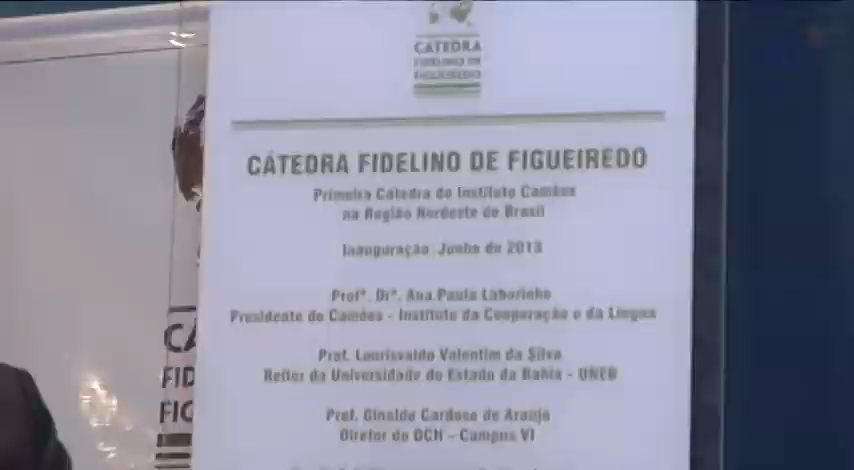 CÁTEDRA
FIDELINO DE
FIGUEIREDO
CÁTEDRA FIDELINO DE FIGUEIREDO
Primeira Cátedra do Instituto Camões
na Região Nordeste do Brasil
Inauguração: Junho de 2013
Profª. Drª. Ana Paula Laborinho
Presidente do Camões - Instituto da Cooperação e da Língua
Prof. Lourisvaldo Valentim da Silva
Reitor da Universidade do Estado da Bahia - UNEB
Prof. Ginaldo Cardoso de Araujo
Diretor do DCH - Campus VI
CÁ
FID
FIG